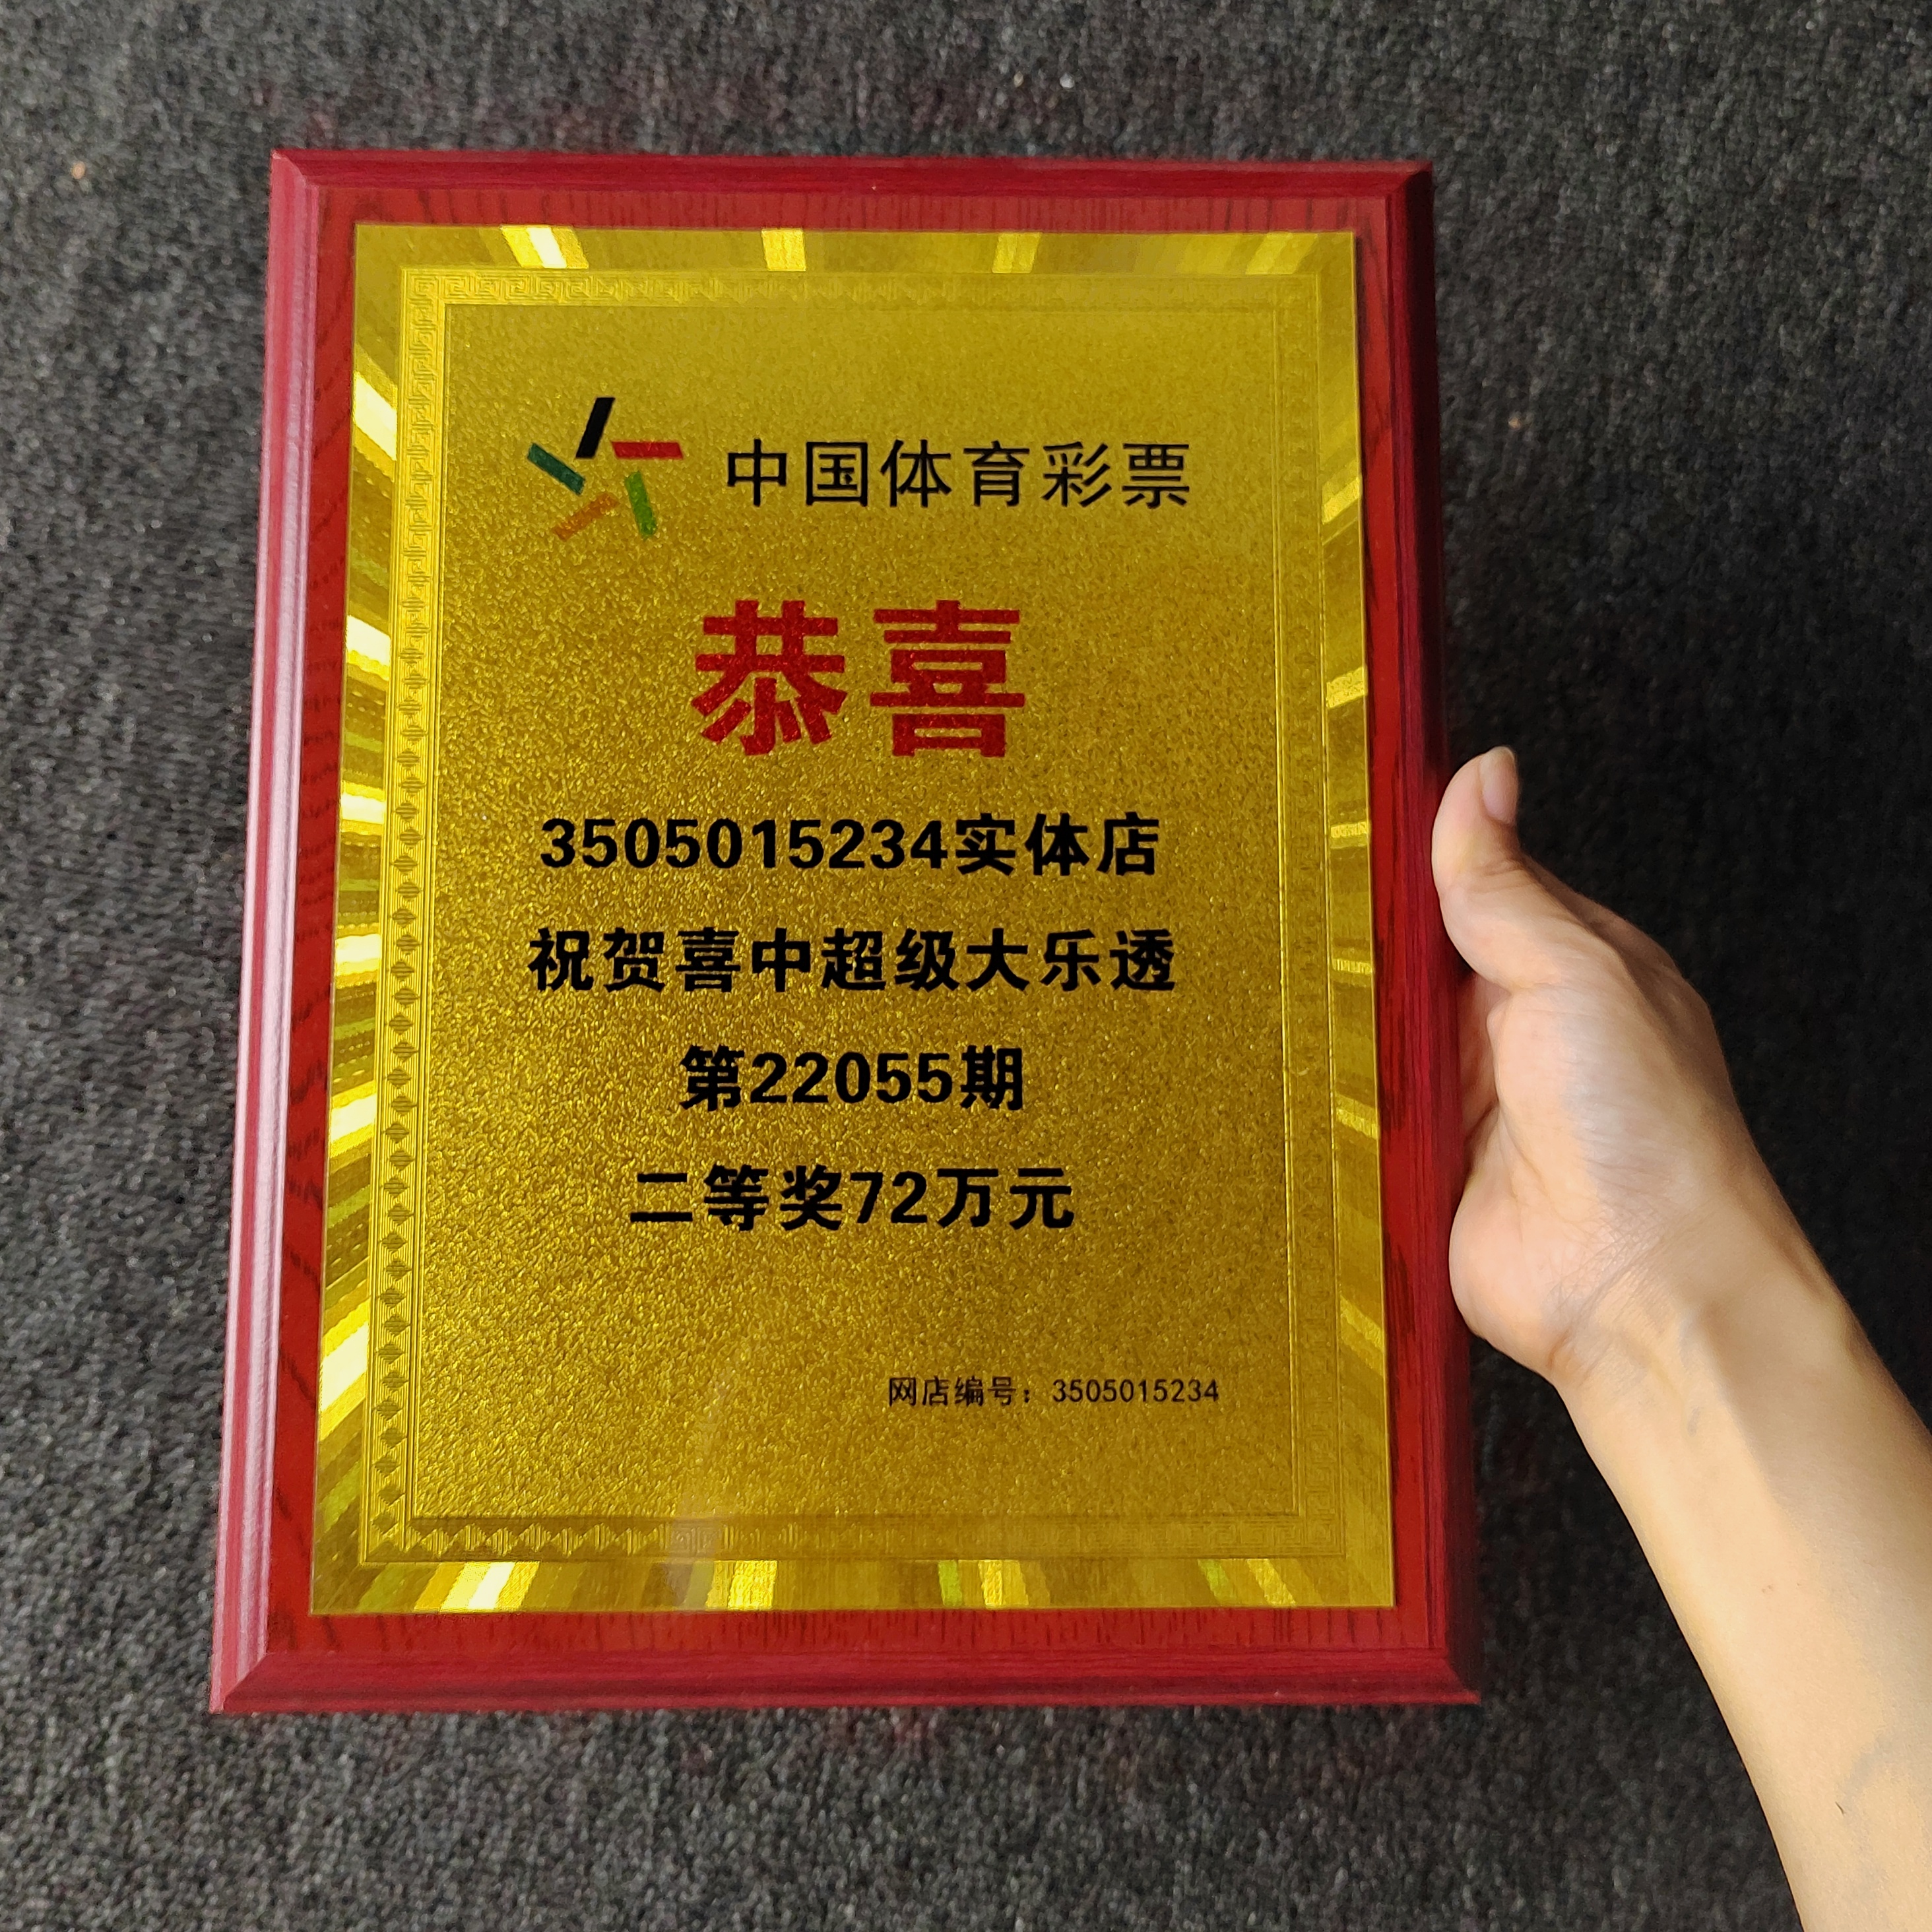 中国体育彩票
恭喜
3505015234实体店
祝贺喜中超级大乐透
第22055期
二等奖72万元
网店编号：3505015234